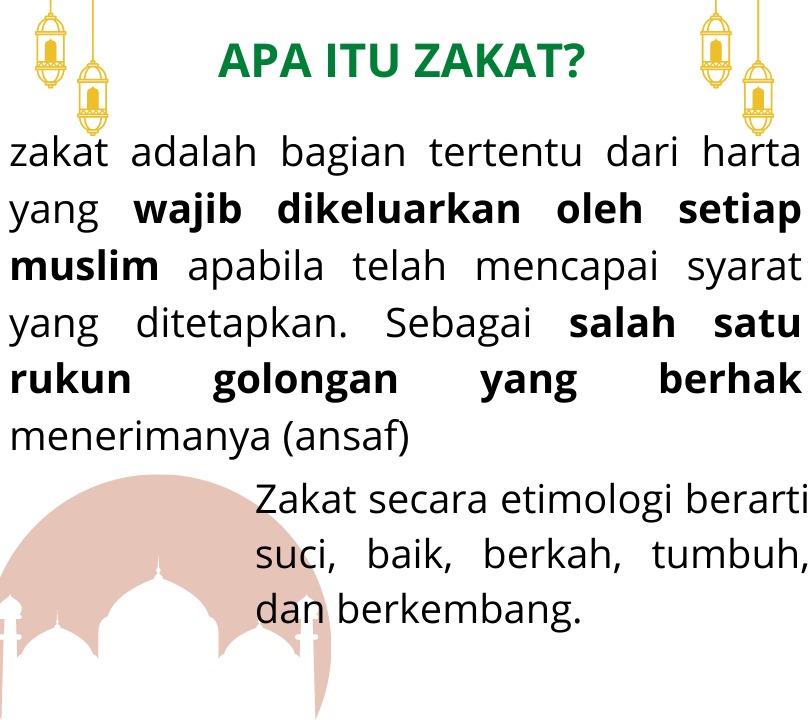 APA ITU ZAKAT?
zakat adalah bagian tertentu dari harta
yang wajib dikeluarkan oleh setiap
muslim apabila telah mencapai syarat
yang ditetapkan. Sebagai salah satu
rukun golongan yang berhak
menerimanya (ansaf)
Zakat secara etimologi berarti
suci, baik, berkah, tumbuh,
dan berkembang.